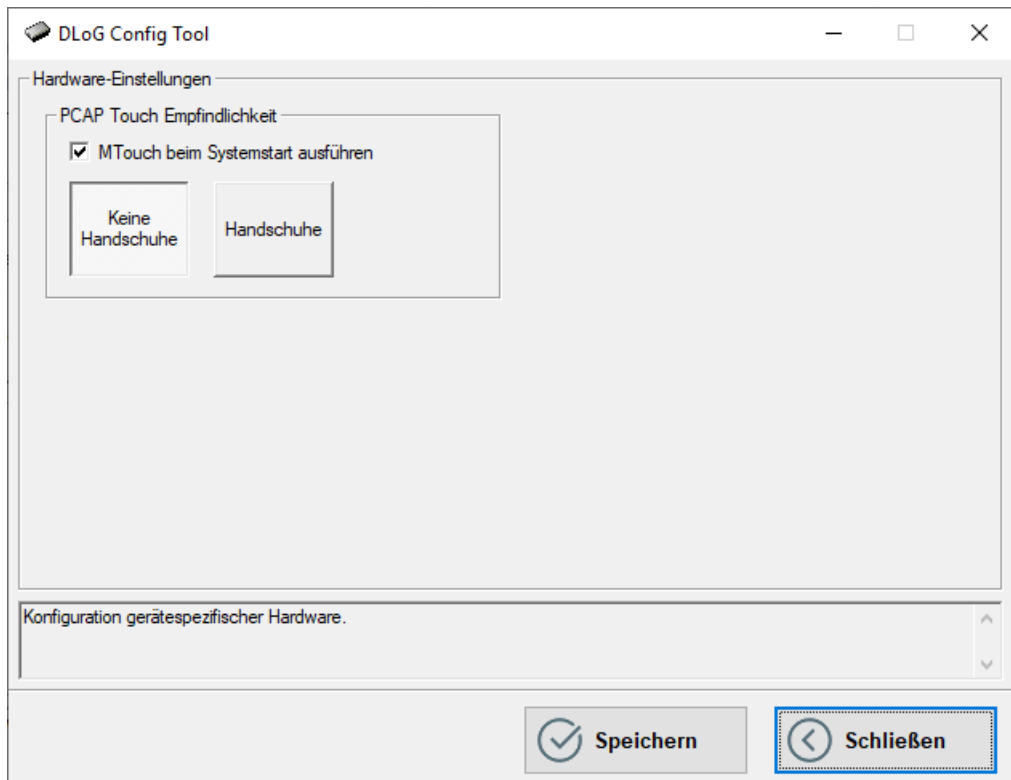 DLoG Config Tool
Hardware-Einstellungen
PCAP Touch Empfindlichkeit
MTouch beim Systemstart ausführen
Keine
Handschuhe
Handschuhe
Konfiguration gerätespezifischer Hardware.
Speichern
Schließen